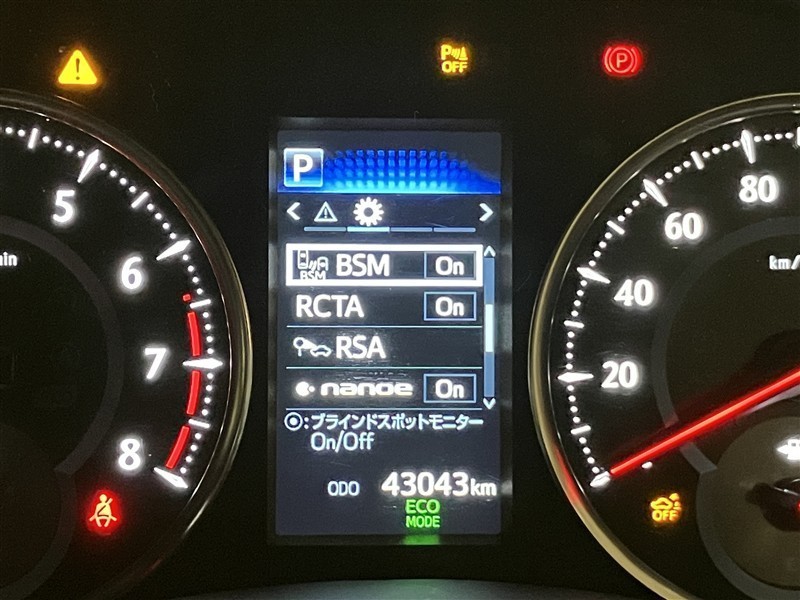 P OFF
P
P
BSM BSM On
RCTA On
RSA
nanoe On
:ブラインドスポットモニター
On/Off
ODO 43043km
ECO
MODE
5
6
7
8
80
60
40
20
km/
OFF